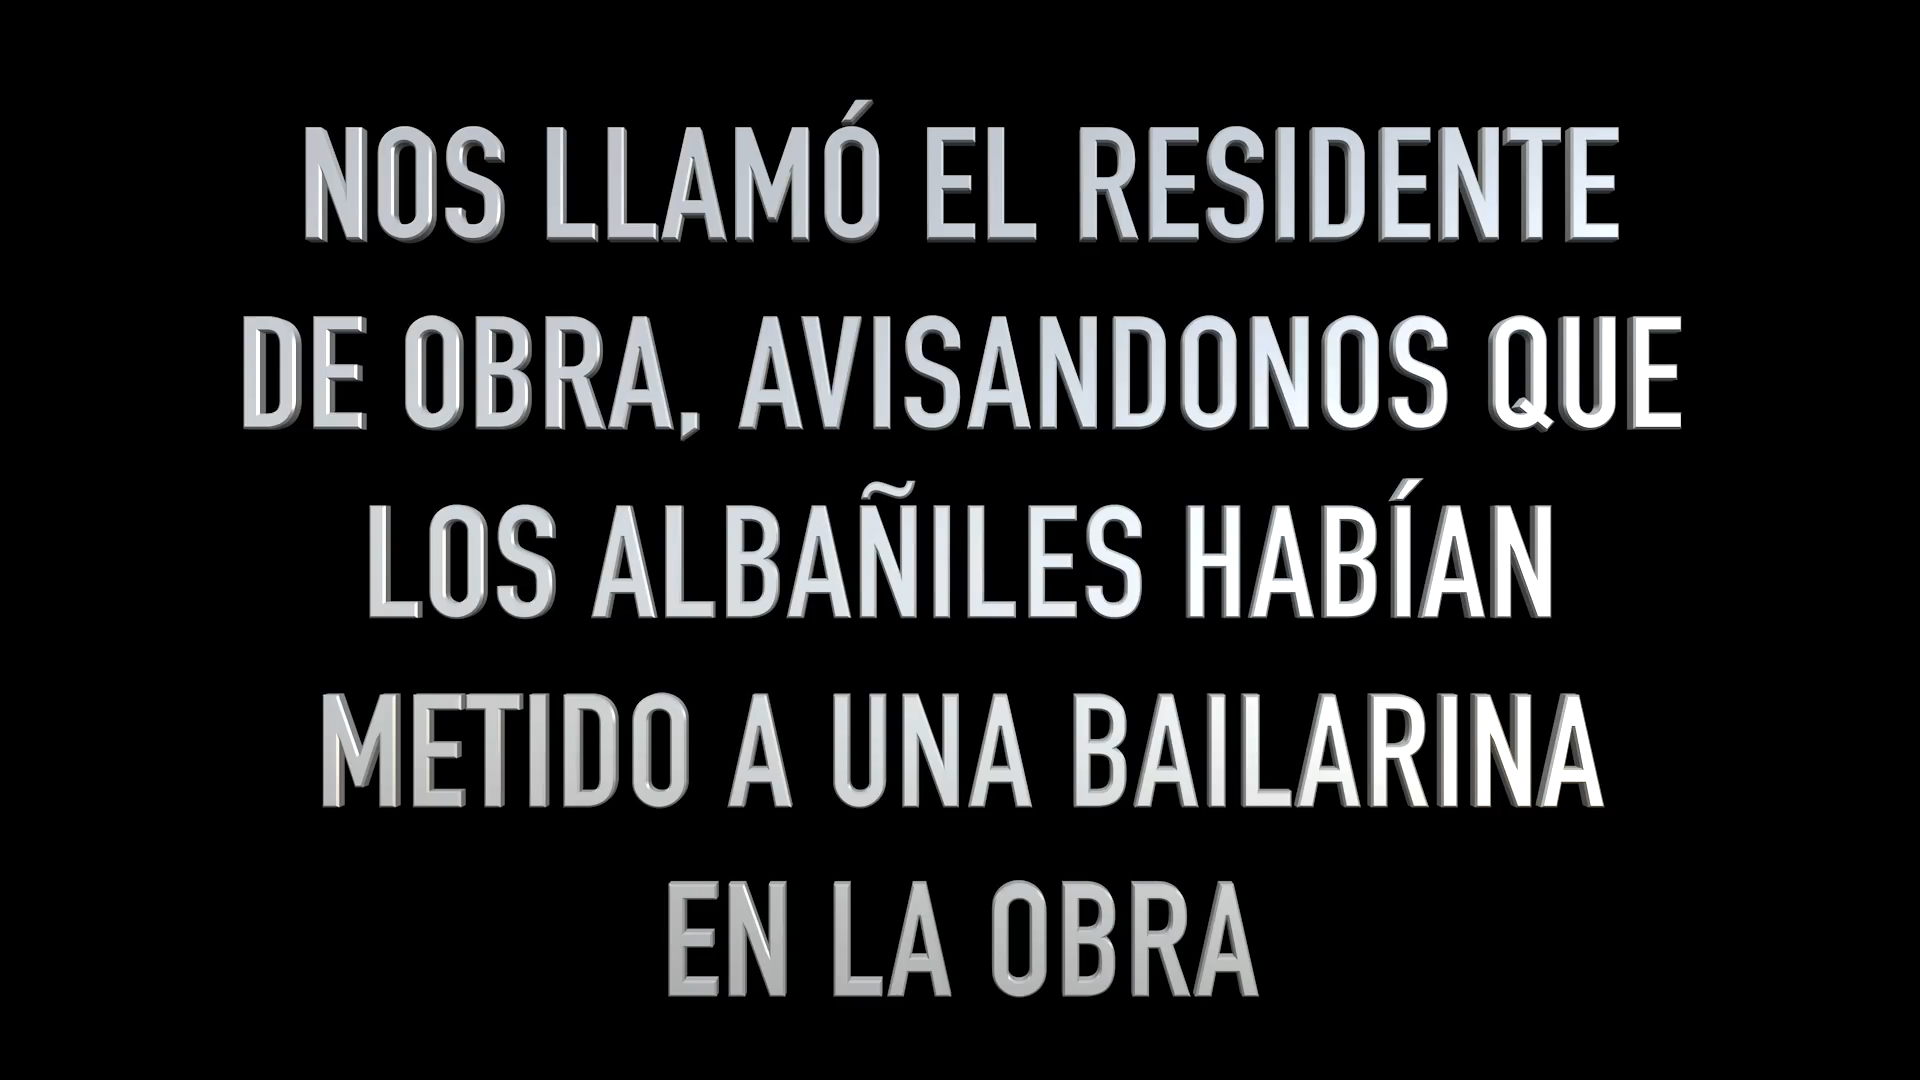 NOS LLAMÓ EL RESIDENTE
DE OBRA, AVISANDONOS QUE
LOS ALBAÑILES HABÍAN
METIDO A UNA BAILARINA
EN LA OBRA